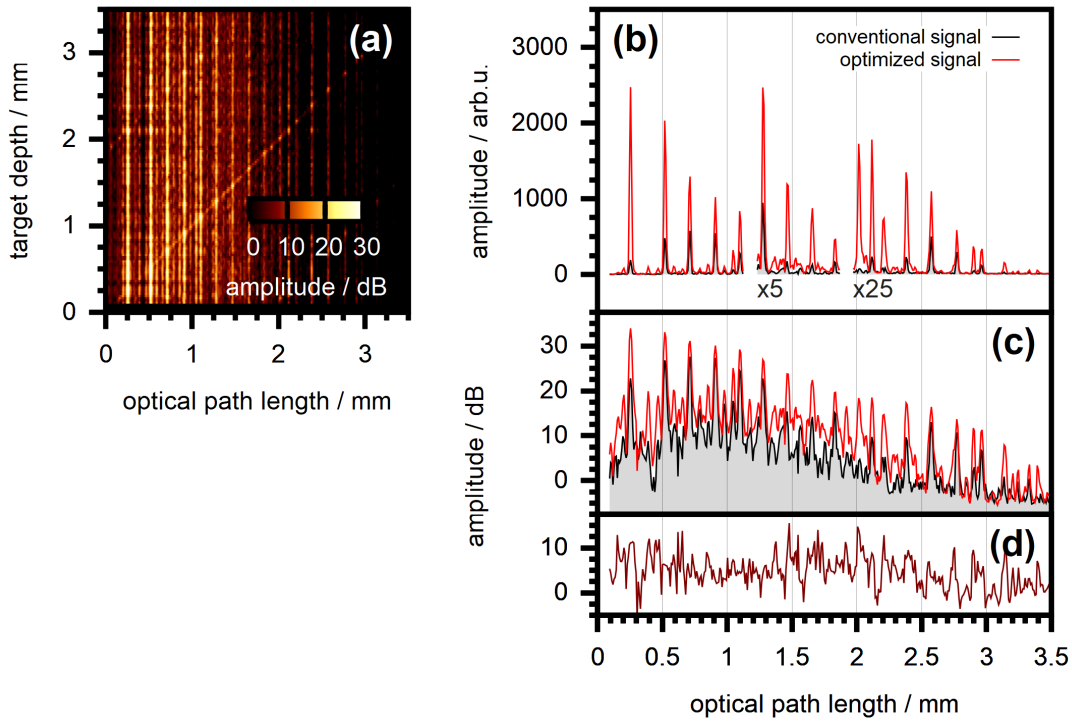 (a)
target depth / mm
3
2
1
0
0 10 20 30
amplitude / dB
0 1 2 3
optical path length / mm
(b)
conventional signal
optimized signal
amplitude / arb.u.
3000
2000
1000
0
x5
x25
(c)
amplitude / dB
30
20
10
0
(d)
10
0
0 0.5 1 1.5 2 2.5 3 3.5
optical path length / mm